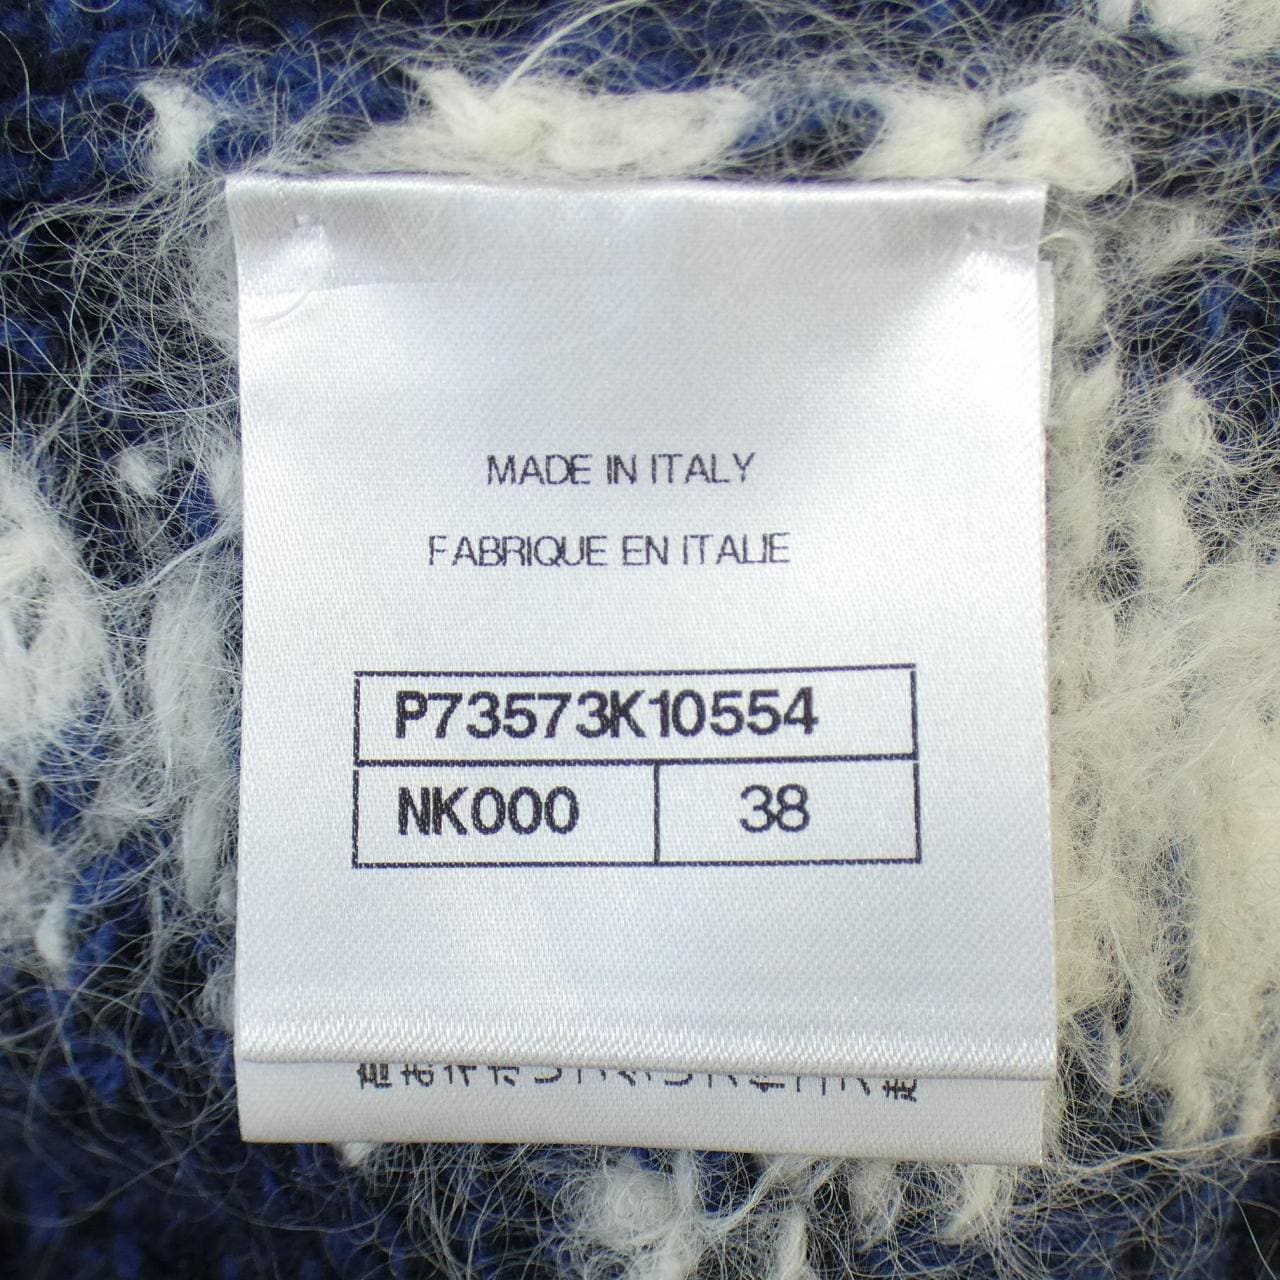 MADE IN ITALY
FABRIQUE EN ITALIE
P73573K10554
NK000 38